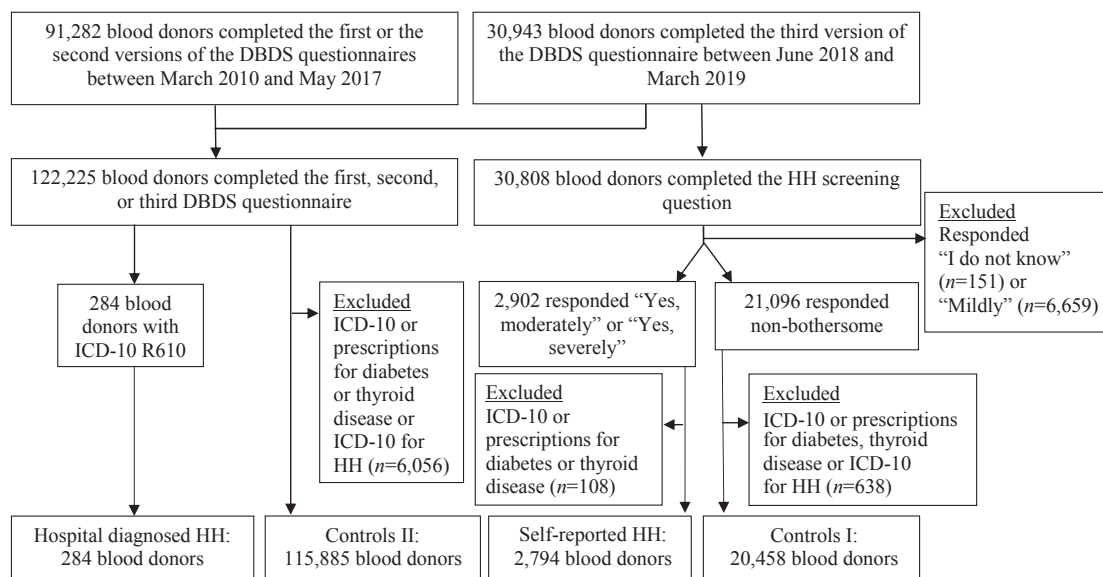 91,282 blood donors completed the first or the
second versions of the DBDS questionnaires
between March 2010 and May 2017
30,943 blood donors completed the third version of
the DBDS questionnaire between June 2018 and
March 2019
122,225 blood donors completed the first, second,
or third DBDS questionnaire
30,808 blood donors completed the HH screening
question
Excluded
Responded
“I do not know”
(n=151) or
“Mildly” (n=6,659)
284 blood
donors with
ICD-10 R610
Excluded
ICD-10 or
prescriptions
for diabetes
or thyroid
disease or
ICD-10 for
HH (n=6,056)
2,902 responded “Yes,
moderately” or “Yes,
severely”
21,096 responded
non-bothersome
Excluded
ICD-10 or
prescriptions for
diabetes or thyroid
disease (n=108)
Excluded
ICD-10 or prescriptions
for diabetes, thyroid
disease or ICD-10
for HH (n=638)
Hospital diagnosed HH:
284 blood donors
Controls II:
115,885 blood donors
Self-reported HH:
2,794 blood donors
Controls I:
20,458 blood donors